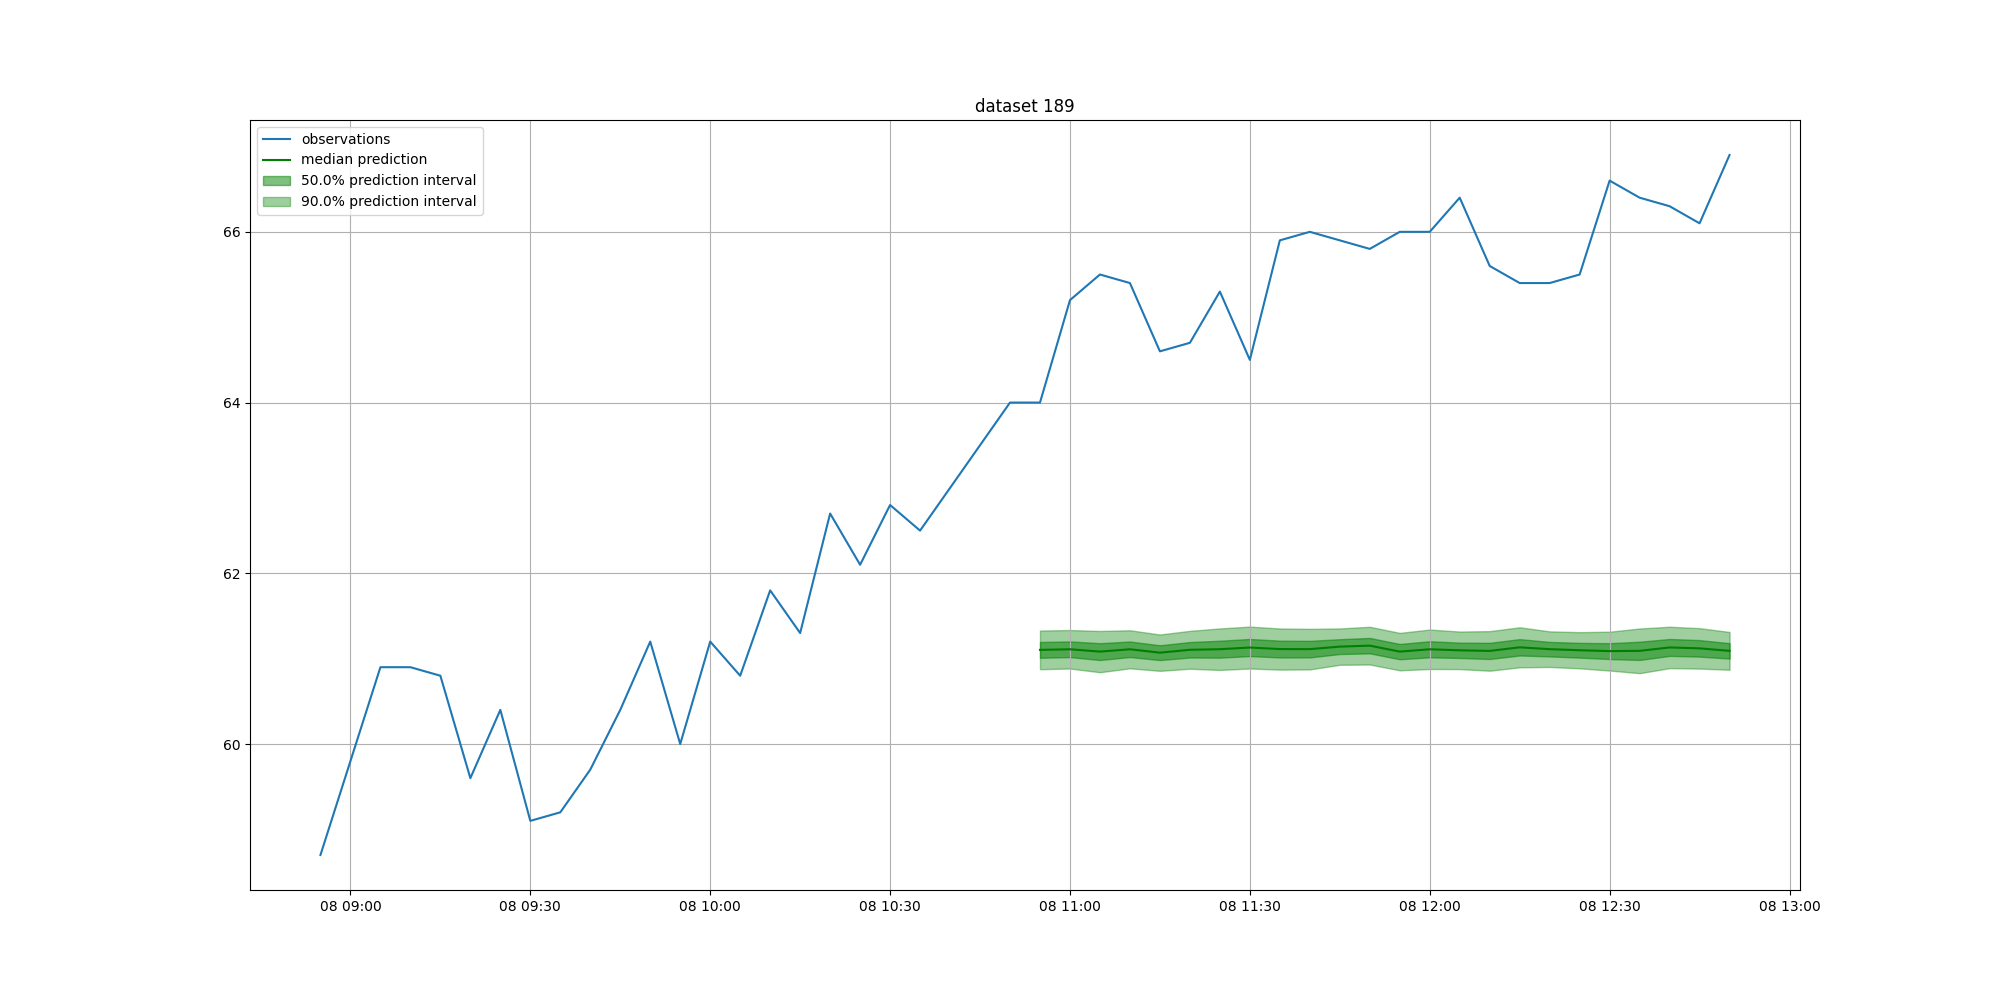 dataset 189
observations
median prediction
50.0% prediction interval
90.0% prediction interval
66
64
62
60
08 09:00 08 09:30 08 10:00 08 10:30 08 11:00 08 11:30 08 12:00 08 12:30 08 13:00